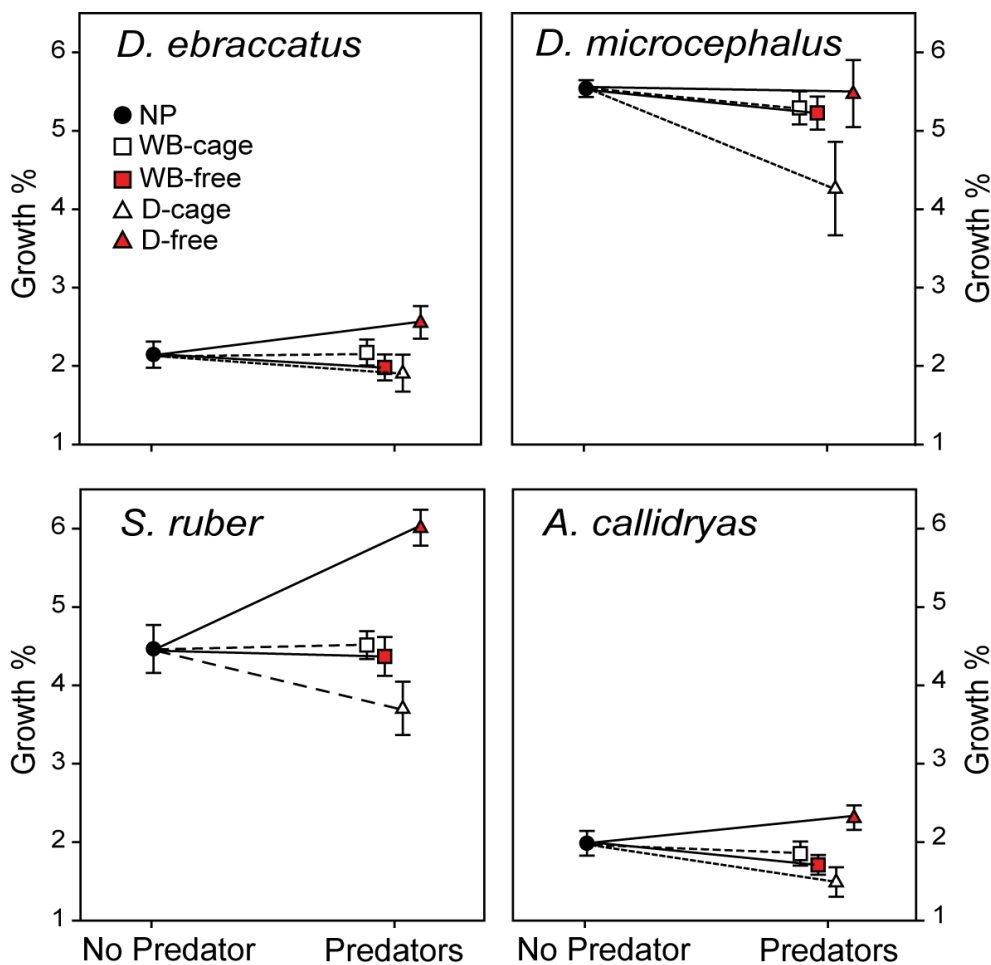 D. ebraccatus
D. microcephalus
6
5
4
3
2
1
Growth %
NP
WB-cage
WB-free
D-cage
D-free
6
5
4
3
2
1
Growth %
S. ruber
A. callidryas
6
5
4
3
2
1
Growth %
6
5
4
3
2
1
Growth %
No Predator
Predators
No Predator
Predators